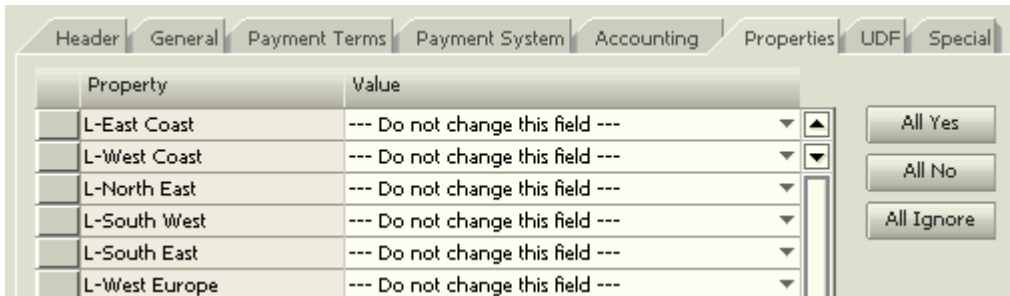 Header General Payment Terms Payment System Accounting Properties UDF Special
Property Value
L-East Coast --- Do not change this field --- All Yes
L-West Coast --- Do not change this field ---
All No
L-North East --- Do not change this field ---
L-South West --- Do not change this field --- All Ignore
L-South East --- Do not change this field ---
L-West Europe --- Do not change this field ---